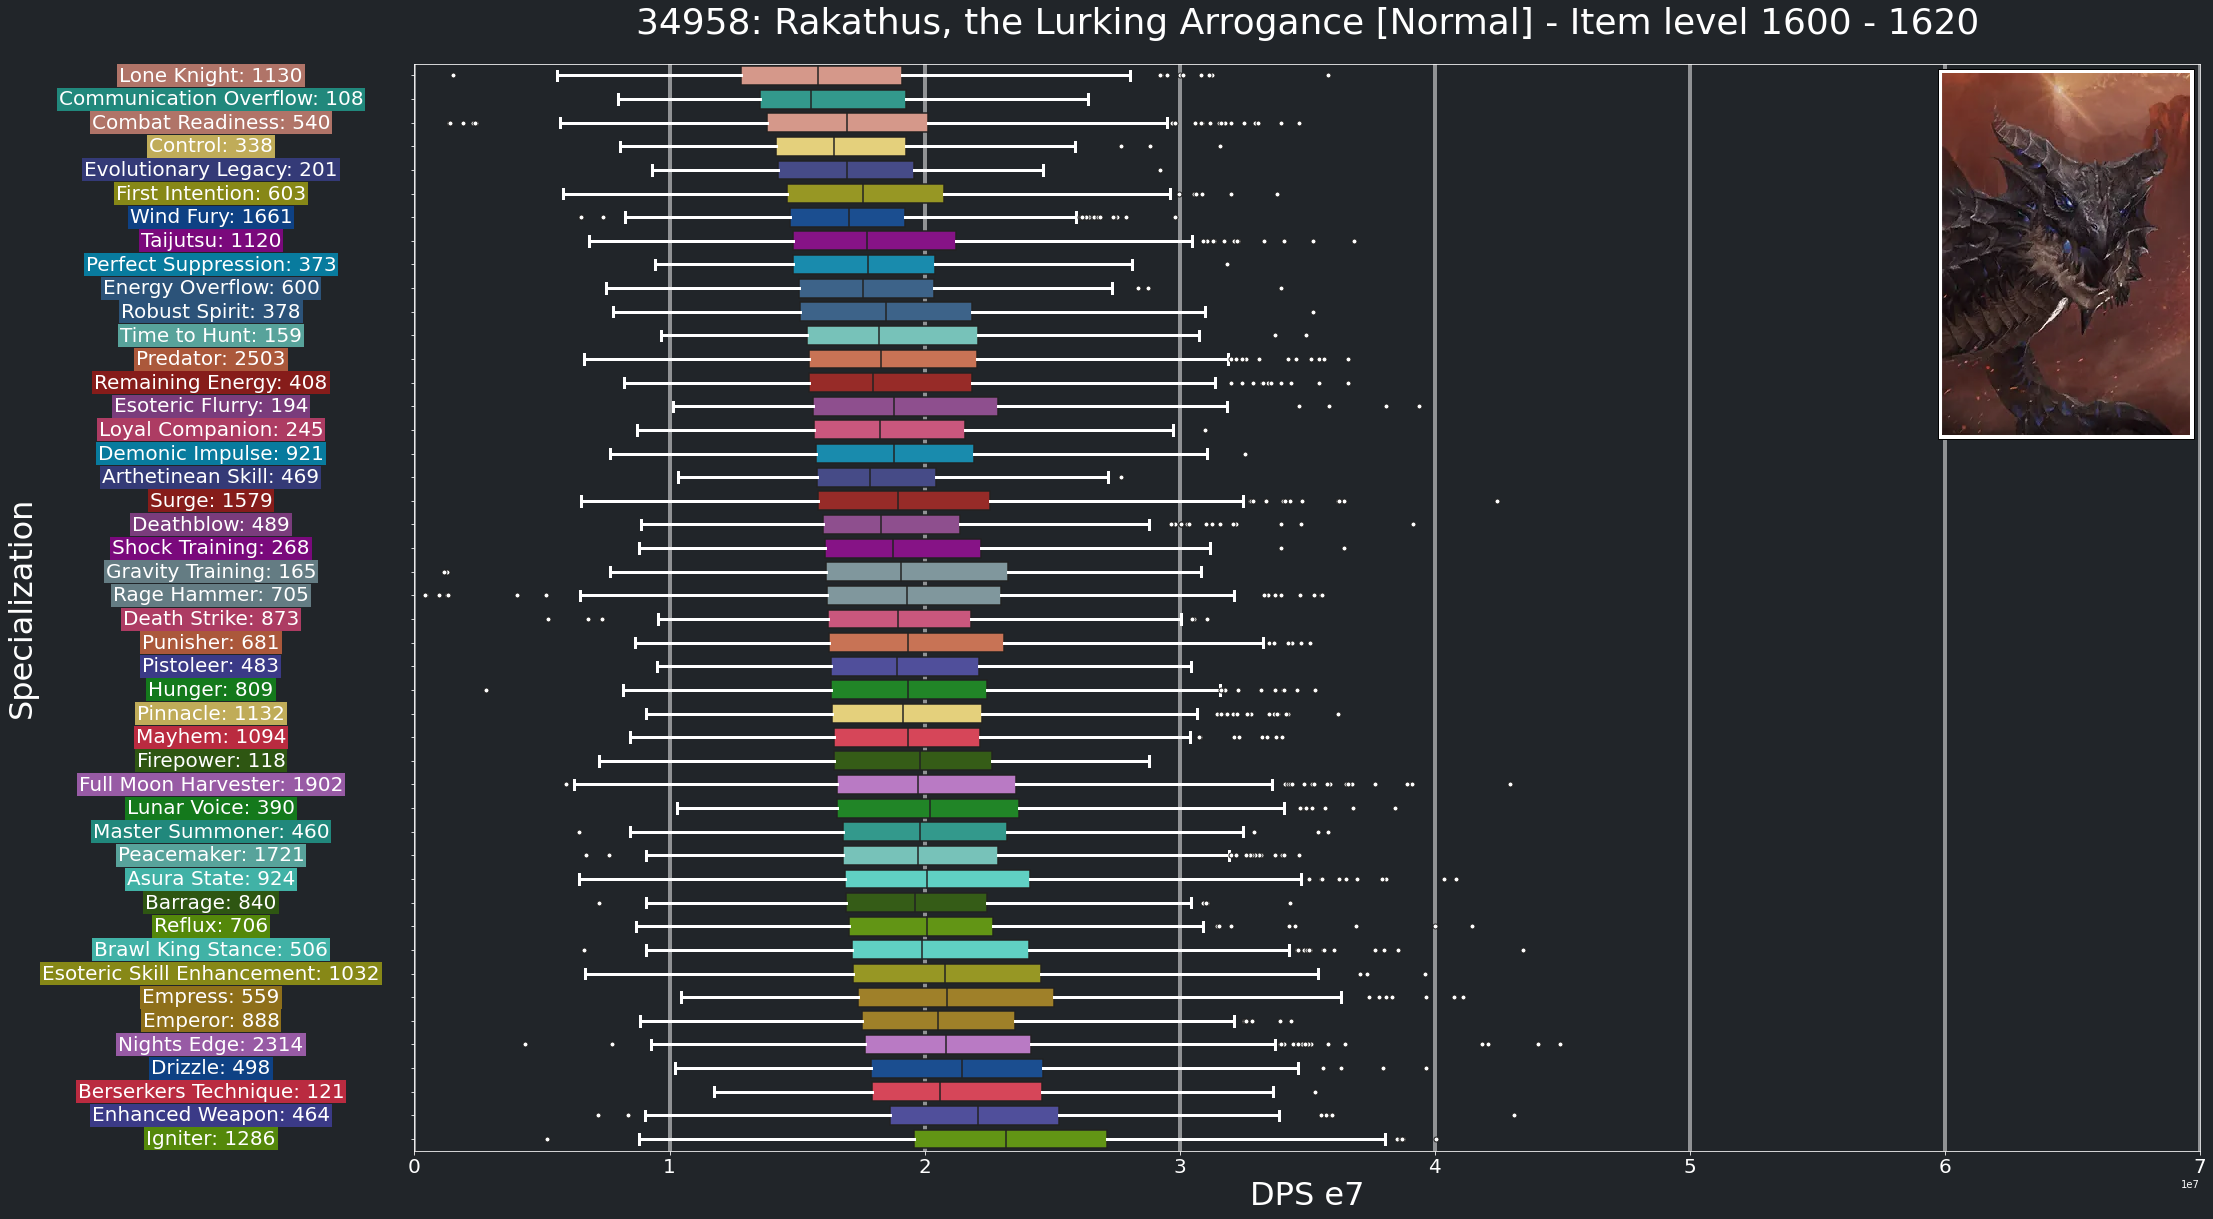 34958: Rakathus, the Lurking Arrogance [Normal] - Item level 1600 - 1620
Specialization
Lone Knight: 1130
Communication Overflow: 108
Combat Readiness: 540
Control: 338
Evolutionary Legacy: 201
First Intention: 603
Wind Fury: 1661
Taijutsu: 1120
Perfect Suppression: 373
Energy Overflow: 600
Robust Spirit: 378
Time to Hunt: 159
Predator: 2503
Remaining Energy: 408
Esoteric Flurry: 194
Loyal Companion: 245
Demonic Impulse: 921
Arthetinean Skill: 469
Surge: 1579
Deathblow: 489
Shock Training: 268
Gravity Training: 165
Rage Hammer: 705
Death Strike: 873
Punisher: 681
Pistoleer: 483
Hunger: 809
Pinnacle: 1132
Mayhem: 1094
Firepower: 118
Full Moon Harvester: 1902
Lunar Voice: 390
Master Summoner: 460
Peacemaker: 1721
Asura State: 924
Barrage: 840
Reflux: 706
Brawl King Stance: 506
Esoteric Skill Enhancement: 1032
Empress: 559
Emperor: 888
Nights Edge: 2314
Drizzle: 498
Berserkers Technique: 121
Enhanced Weapon: 464
Igniter: 1286
0 1 2 3 4 5 6 7
1e7
DPS e7